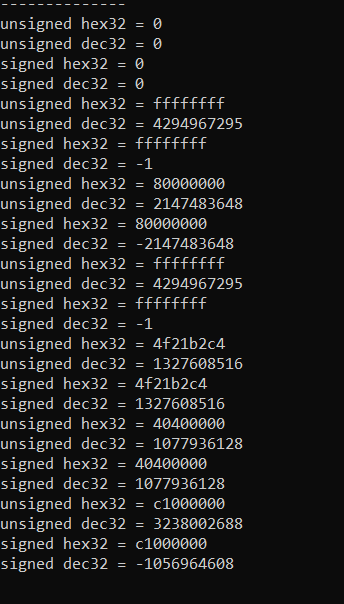 --------------
unsigned hex32 = 0
unsigned dec32 = 0
signed hex32 = 0
signed dec32 = 0
unsigned hex32 = ffffffff
unsigned dec32 = 4294967295
signed hex32 = ffffffff
signed dec32 = -1
unsigned hex32 = 80000000
unsigned dec32 = 2147483648
signed hex32 = 80000000
signed dec32 = -2147483648
unsigned hex32 = ffffffff
unsigned dec32 = 4294967295
signed hex32 = ffffffff
signed dec32 = -1
unsigned hex32 = 4f21b2c4
unsigned dec32 = 1327608516
signed hex32 = 4f21b2c4
signed dec32 = 1327608516
unsigned hex32 = 40400000
unsigned dec32 = 1077936128
signed hex32 = 40400000
signed dec32 = 1077936128
unsigned hex32 = c1000000
unsigned dec32 = 3238002688
signed hex32 = c1000000
signed dec32 = -1056964608